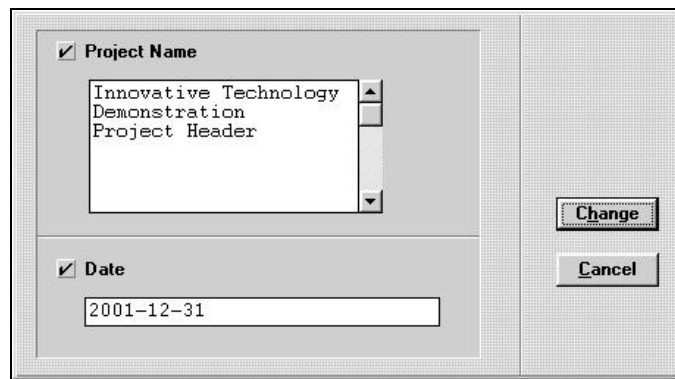 Project Name
Innovative Technology
Demonstration
Project Header
Change
Date
Cancel
2001-12-31